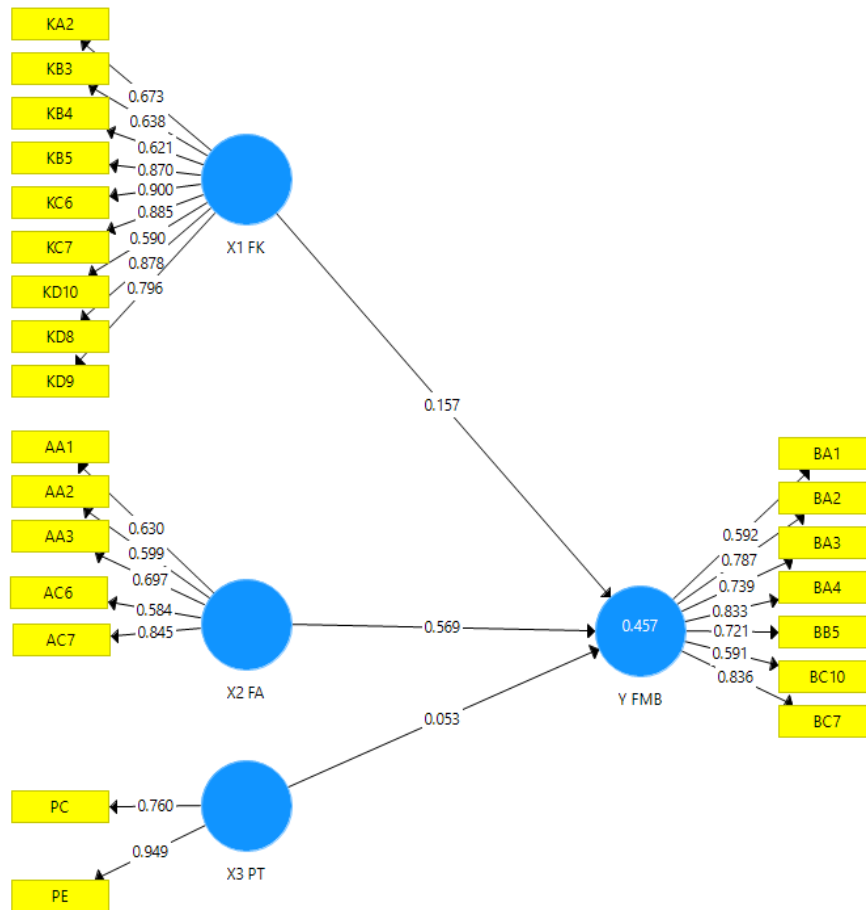 KA2
KB3
KB4
KB5
KC6
KC7
KD10
KD8
KD9
0.673
0.638
0.621
0.870
0.900
0.885
0.590
0.878
0.796
X1 FK
0.157
AA1
AA2
AA3
AC6
AC7
0.630
0.599
0.697
0.584
0.845
X2 FA
0.569
PC
PE
0.760
0.949
X3 PT
0.053
0.457
Y FMB
0.592
0.787
0.739
0.833
0.721
0.591
0.836
BA1
BA2
BA3
BA4
BB5
BC10
BC7